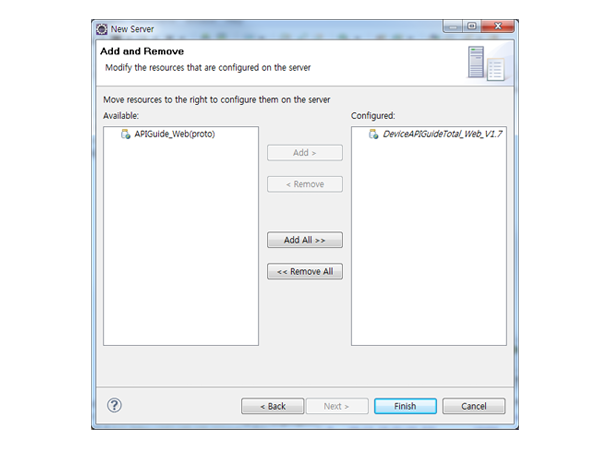 New Server
Add and Remove
Modify the resources that are configured on the server
Move resources to the right to configure them on the server
Available:
Configured:
APIGuide_Web(proto)
DeviceAPIGuideTotal_Web_V1.7
Add >
< Remove
Add All >>
<< Remove All
?
< Back
Next >
Finish
Cancel